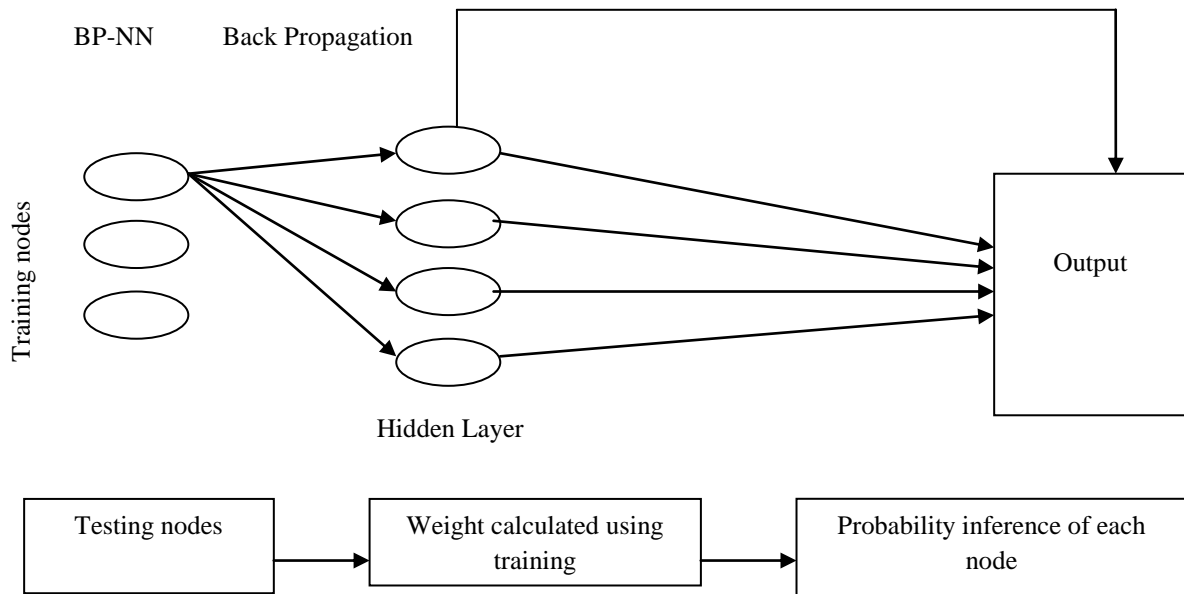 BP-NN Back Propagation
Training nodes
Output
Hidden Layer
Testing nodes
Weight calculated using
training
Probability inference of each
node